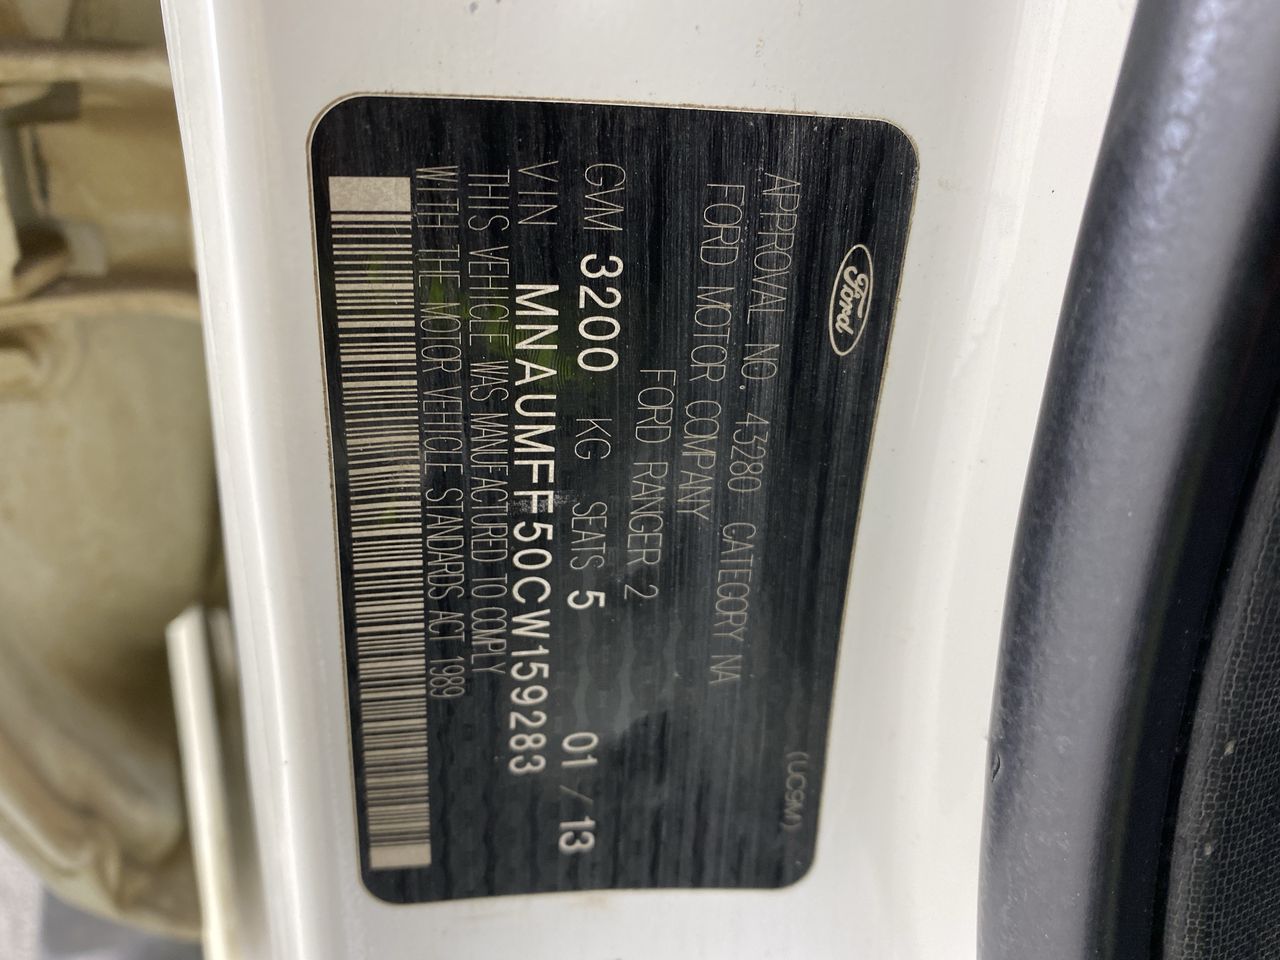 Ford
(UC9M)
APPROVAL NO. 43280 CATEGORY NA
FORD MOTOR COMPANY
FORD RANGER 2
GVM 3200 KG SEATS 5 01/13
VIN MNAUMFF50CW159283
THIS VEHICLE WAS MANUFACTURED TO COMPLY
WITH THE MOTOR VEHICLE STANDARDS ACT 1989